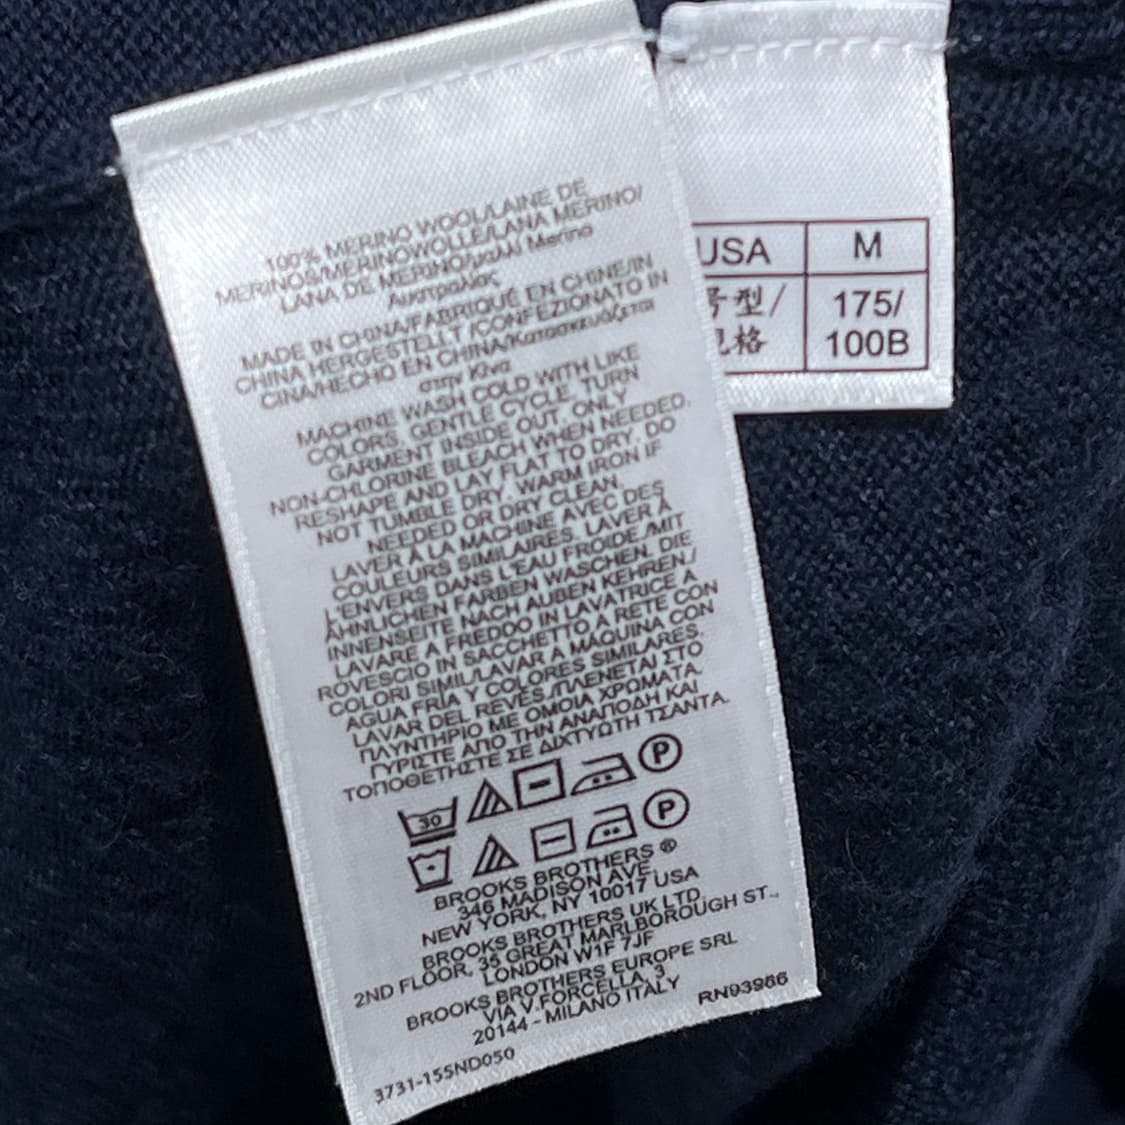 100% MERINO WOOL/LAINE DE
MERINOS/MERINOWOLLE/LANA MERINO/
LANA DE MERINO/μαλλί Merino
Αυστραλίας
MADE IN CHINA/FABRIQUÉ EN CHINE/IN
CHINA HERGESTELLT/CONFEZIONATO IN
CINA/HECHO EN CHINA/Κατασκευάζεται
στην Κίνα
MACHINE WASH COLD WITH LIKE
COLORS, GENTLE CYCLE, TURN
GARMENT INSIDE OUT. ONLY
NON-CHLORINE BLEACH WHEN NEEDED.
RESHAPE AND LAY FLAT TO DRY. DO
NOT TUMBLE DRY. WARM IRON IF
NEEDED OR DRY CLEAN.
LAVER À LA MACHINE AVEC DES
COULEURS SIMILAIRES. LAVER À
L'ENVERS DANS L'EAU FROIDE./MIT
ÄHNLICHEN FARBEN WASCHEN. DIE
INNENSEITE NACH AUßEN KEHREN/
LAVARE A FREDDO IN LAVATRICE A
ROVESCIO IN SACCHETTO A RETE CON
COLORI SIMILI/LAVAR A MÁQUINA CON
AGUA FRÍA Y COLORES SIMILARES.
LAVAR DEL REVÉS/ΠΛΕΝΕΤΑΙ ΣΤΟ
ΠΛΥΝΤΗΡΙΟ ΜΕ ΟΜΟΙΑ ΧΡΩΜΑΤΑ.
ΓΥΡΙΣΤΕ ΑΠΟ ΤΗΝ ΑΝΑΠΟΔΗ ΚΑΙ
ΤΟΠΟΘΕΤΗΣΤΕ ΣΕ ΔΙΧΤΥΩΤΗ ΤΣΑΝΤΑ.
30 P
P
BROOKS BROTHERS ®
346 MADISON AVE.
NEW YORK, NY 10017 USA
BROOKS BROTHERS UK LTD.
2ND FLOOR, 35 GREAT MARLBOROUGH ST.,
LONDON W1F 7JF
BROOKS BROTHERS EUROPE SRL
VIA V.FORCELLA, 3
20144 - MILANO ITALY
RN93966
3731-155ND050
USA M
号型/ 175/
规格 100B